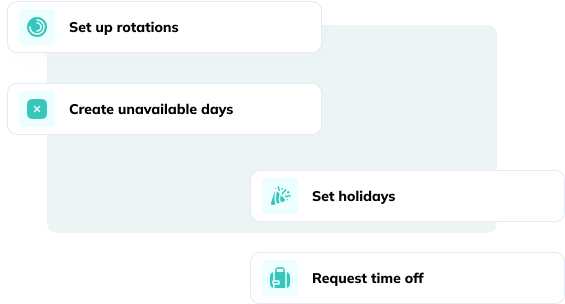 Set up rotations
Create unavailable days
Set holidays
Request time off